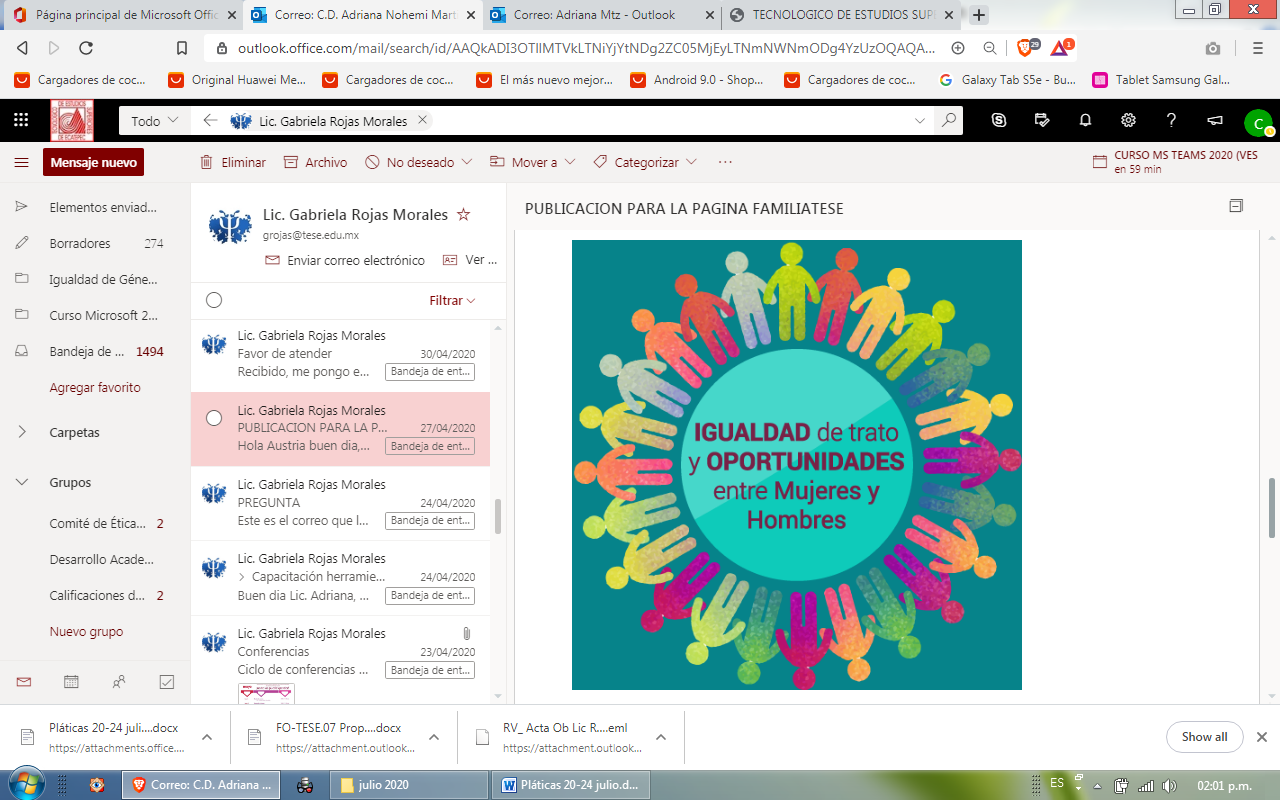 Página principal de Microsoft Offic
Correo: C.D. Adriana Nohemi Mart
Correo: Adriana Mtz - Outlook
TECNOLOGICO DE ESTUDIOS SUPE
outlook.office.com/mail/search/id/AAQkADI3OTIlMTVkLTNiYjYtNDg2ZC05MjEyLTNmNWNmODg4YzUzOQAQA...
29
1
Cargadores de coc...
Original Huawei Me...
Cargadores de coc...
El más nuevo mejor...
Android 9.0 - Shop...
Cargadores de coc...
Galaxy Tab S5e - Bu...
Tablet Samsung Gal...
DE ESTUDIOS
DE ECATEPEC
Todo
Lic. Gabriela Rojas Morales
C
Mensaje nuevo
Eliminar
Archivo
No deseado
Mover a
Categorizar
CURSO MS TEAMS 2020 (VES
en 59 min
Elementos enviad...
Borradores 274
Igualdad de Géne...
Curso Microsoft 2...
Bandeja de ... 1494
Agregar favorito
Carpetas
Grupos
Comité de Ética... 2
Desarrollo Acade...
Calificaciones d... 2
Nuevo grupo
Lic. Gabriela Rojas Morales
grojas@tese.edu.mx
Enviar correo electrónico
Ver ...
Filtrar
Lic. Gabriela Rojas Morales
Favor de atender 30/04/2020
Recibido, me pongo e... Bandeja de ent...
Lic. Gabriela Rojas Morales
PUBLICACION PARA LA P... 27/04/2020
Hola Austria buen dia,... Bandeja de ent...
Lic. Gabriela Rojas Morales
PREGUNTA 24/04/2020
Este es el correo que l... Bandeja de ent...
Lic. Gabriela Rojas Morales
Capacitación herramie... 24/04/2020
Buen dia Lic. Adriana, ... Bandeja de ent...
Lic. Gabriela Rojas Morales
Conferencias 23/04/2020
Ciclo de conferencias ... Bandeja de ent...
PUBLICACION PARA LA PAGINA FAMILIATESE
IGUALDAD de trato
y OPORTUNIDADES
entre Mujeres y
Hombres
Pláticas 20-24 juli....docx
https://attachments.office....
FO-TESE.07 Prop....docx
https://attachment.outlook...
RV_ Acta Ob Lic R....eml
https://attachment.outlook...
Show all
Correo: C.D. Adriana ...
julio 2020
Pláticas 20-24 julio.d...
ES
02:01 p.m.